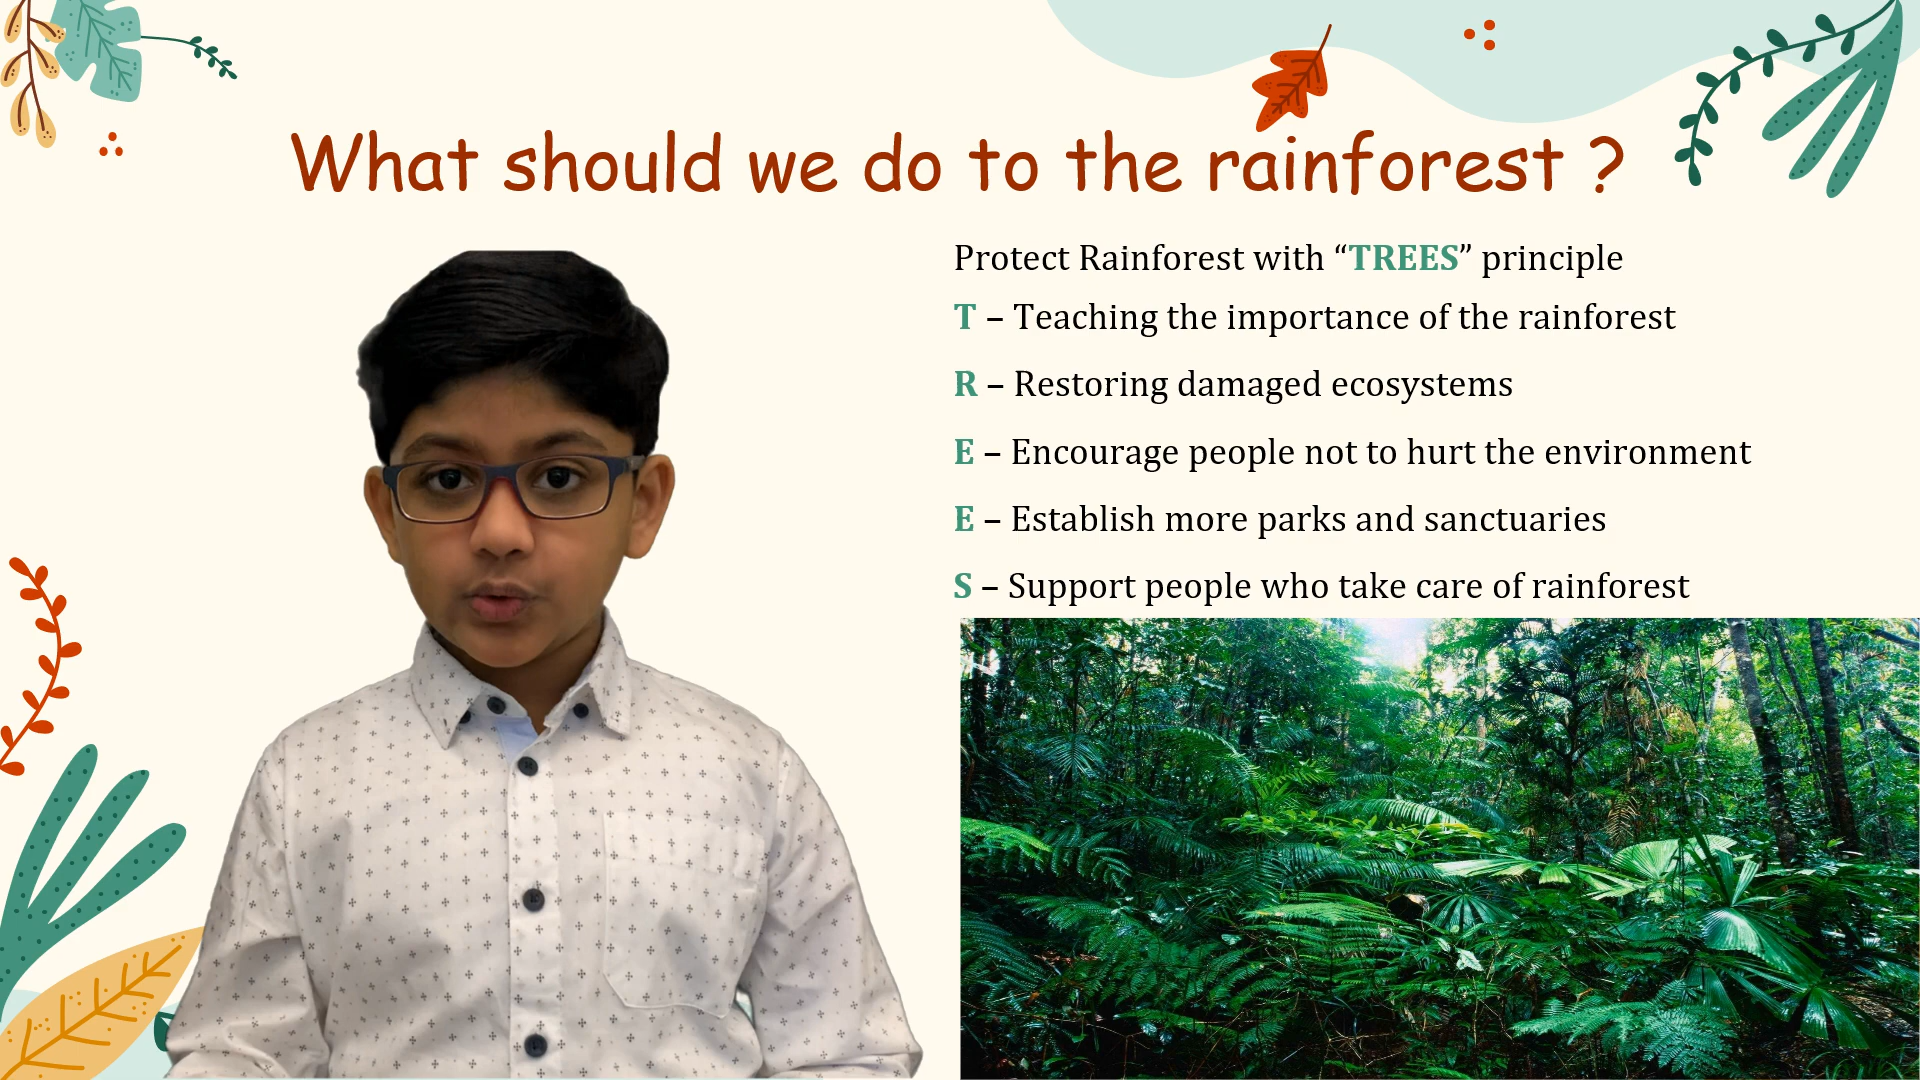 What should we do to the rainforest ?
Protect Rainforest with “TREES” principle
T – Teaching the importance of the rainforest
R – Restoring damaged ecosystems
E – Encourage people not to hurt the environment
E – Establish more parks and sanctuaries
S – Support people who take care of rainforest